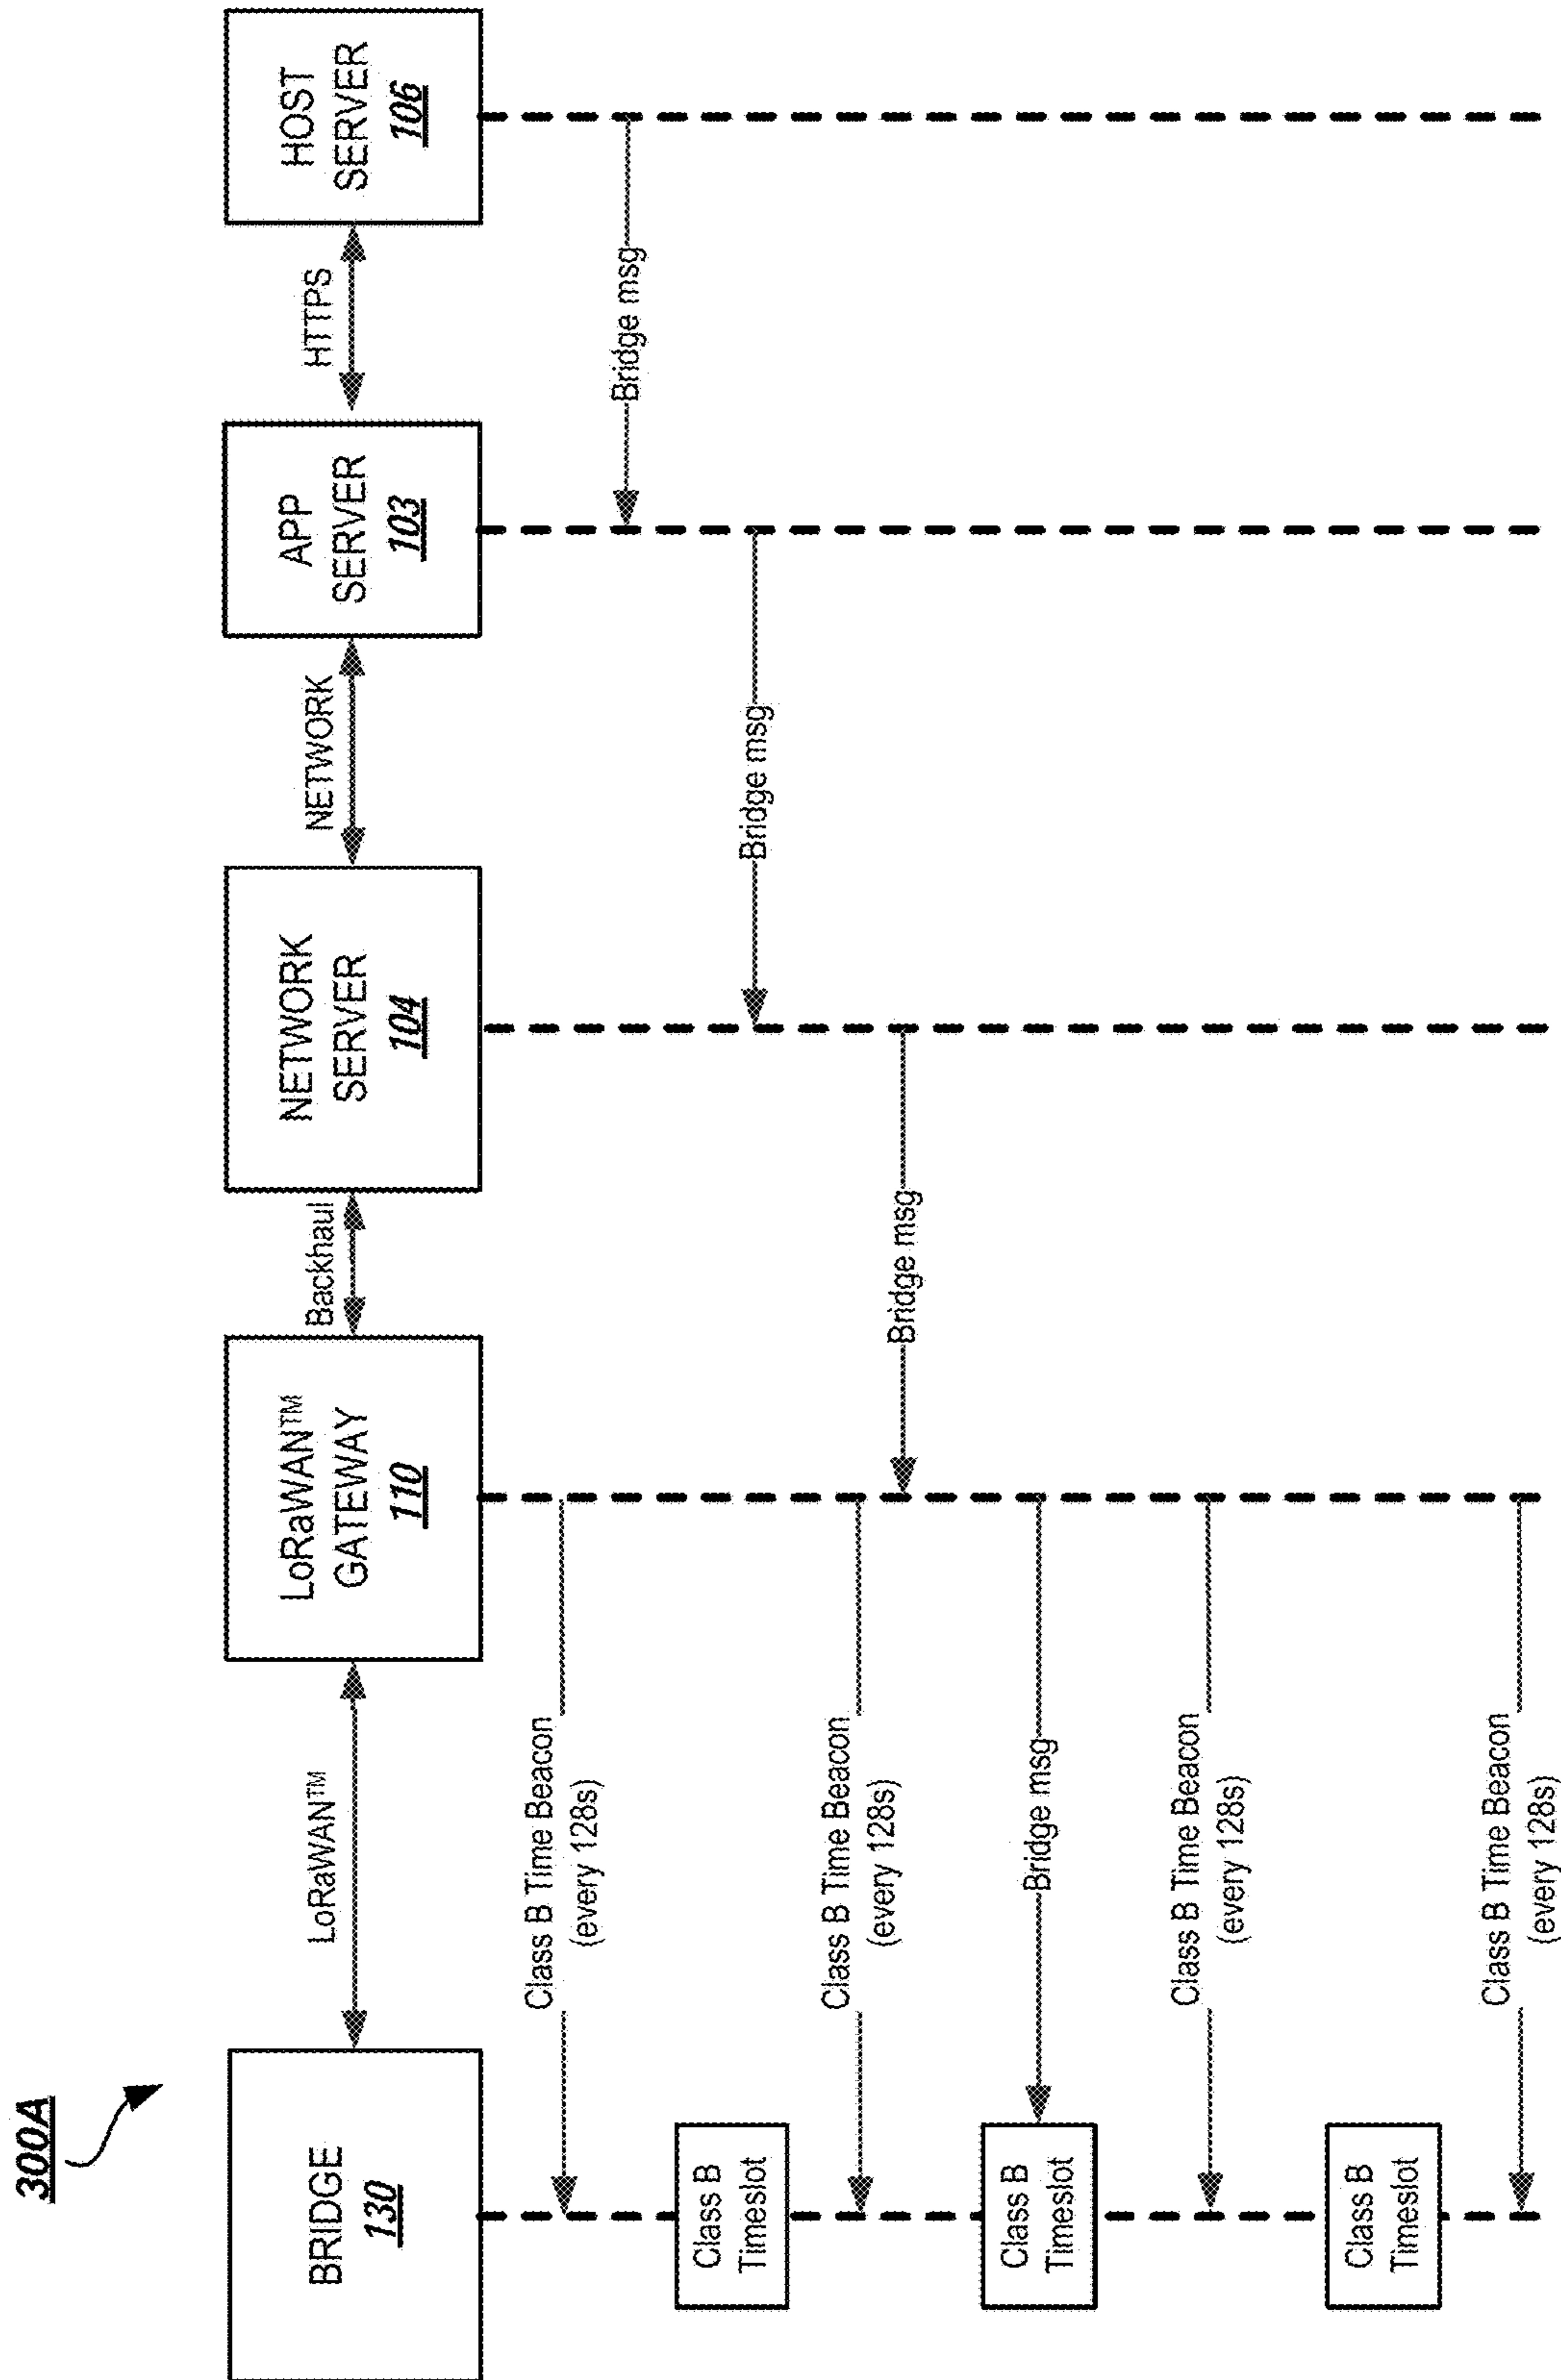 300A
BRIDGE
130
LoRaWAN™
LoRaWAN™
GATEWAY
110
Backhaul
NETWORK
SERVER
104
NETWORK
APP
SERVER
103
HTTPS
HOST
SERVER
106
Class B Time Beacon
(every 128s)
Bridge msg
Class B
Timeslot
Bridge msg
Class B Time Beacon
(every 128s)
Bridge msg
Class B
Timeslot
Bridge msg
Class B Time Beacon
(every 128s)
Class B
Timeslot
Class B Time Beacon
(every 128s)